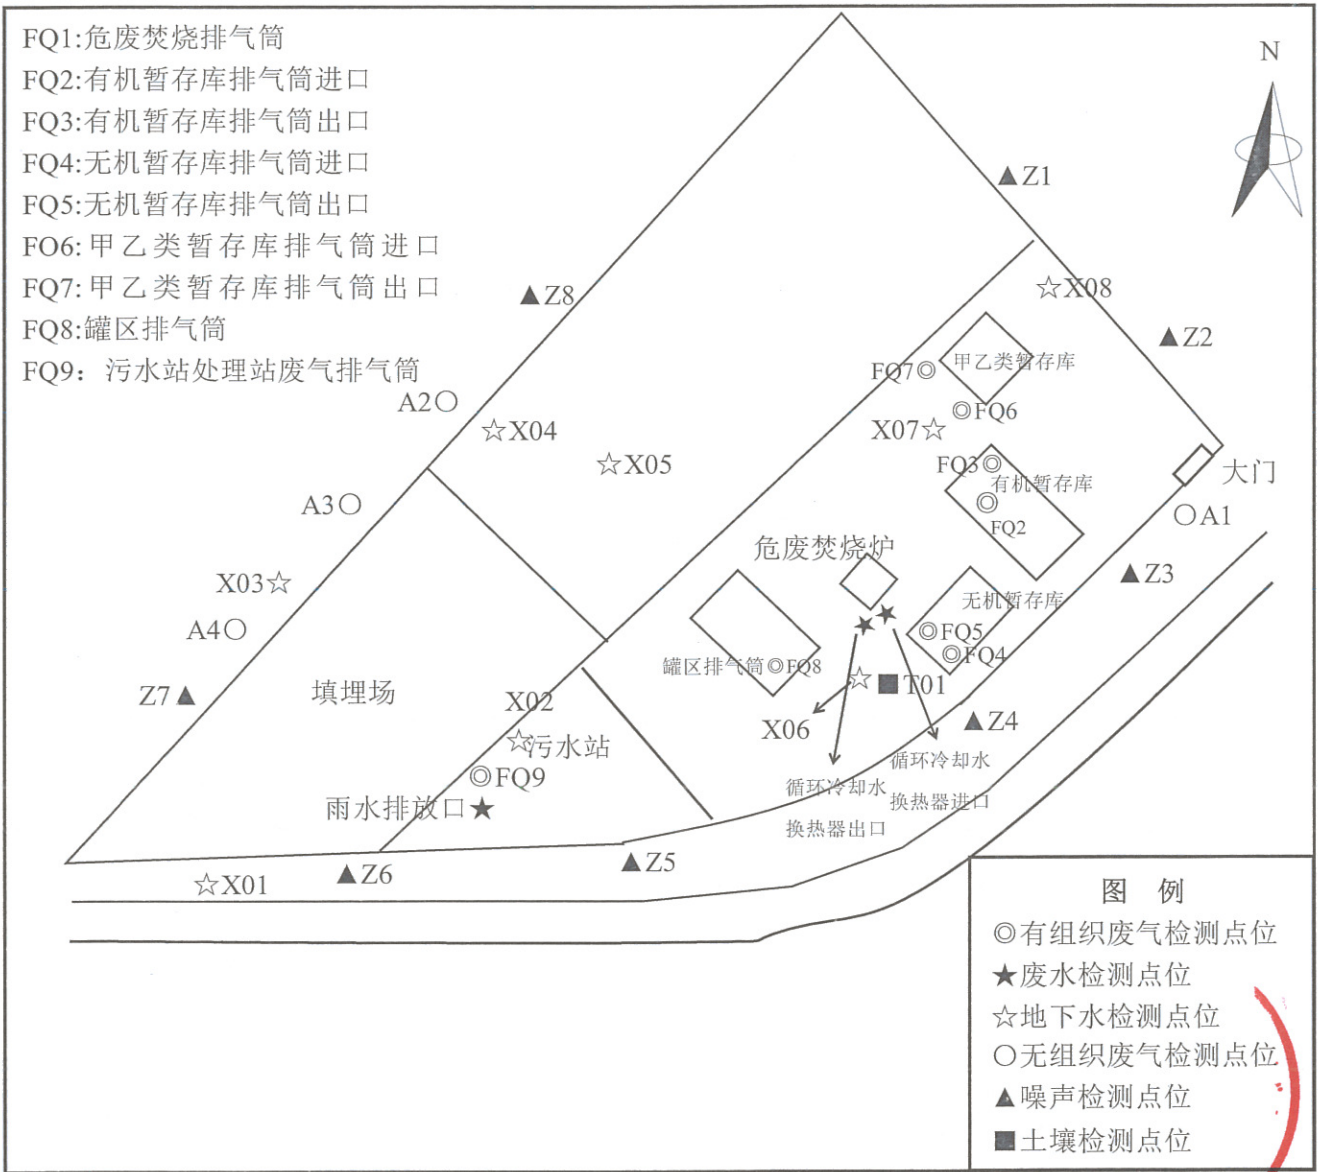 FQ1:危废焚烧排气筒
FQ2:有机暂存库排气筒进口
FQ3:有机暂存库排气筒出口
FQ4:无机暂存库排气筒进口
FQ5:无机暂存库排气筒出口
FO6:甲乙类暂存库排气筒进口
FQ7:甲乙类暂存库排气筒出口
FQ8:罐区排气筒
FQ9：污水站处理站废气排气筒
N
▲Z1
☆X08
▲Z8
▲Z2
甲乙类暂存库
FQ7◎
A2○
◎FQ6
☆X04
X07☆
☆X05
FQ3◎
大门
有机暂存库
A3○
○A1
◎
FQ2
危废焚烧炉
X03☆
▲Z3
无机暂存库
A4○
★★
◎FQ5
◎FQ4
罐区排气筒◎FQ8
☆■T01
Z7▲
填埋场
X02
X06
▲Z4
☆污水站
循环冷却水
换热器进口
◎FQ9
循环冷却水
换热器出口
雨水排放口★
▲Z5
▲Z6
☆X01
图 例
◎有组织废气检测点位
★废水检测点位
☆地下水检测点位
○无组织废气检测点位
▲噪声检测点位
■土壤检测点位